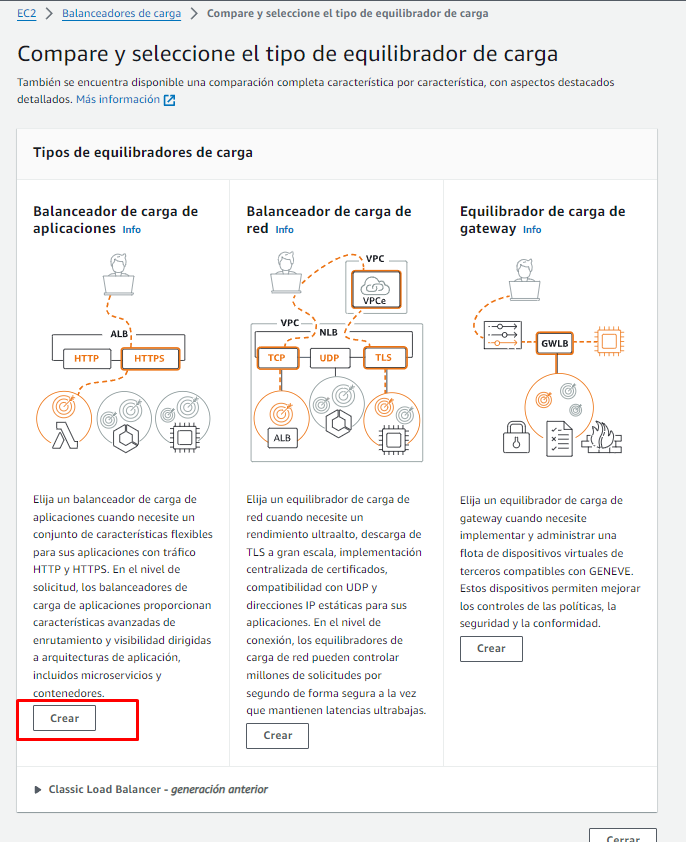 EC2 > Balanceadores de carga > Compare y seleccione el tipo de equilibrador de carga
Compare y seleccione el tipo de equilibrador de carga
También se encuentra disponible una comparación completa característica por característica, con aspectos destacados
detallados. Más información
Tipos de equilibradores de carga
Balanceador de carga de
aplicaciones Info
ALB
HTTP
HTTPS
Elija un balanceador de carga de
aplicaciones cuando necesite un
conjunto de características flexibles
para sus aplicaciones con tráfico
HTTP y HTTPS. En el nivel de
solicitud, los balanceadores de
carga de aplicaciones proporcionan
características avanzadas de
enrutamiento y visibilidad dirigidas
a arquitecturas de aplicación,
incluidos microservicios y
contenedores.
Crear
Balanceador de carga de
red Info
VPC
VPCe
VPC
NLB
TCP
UDP
TLS
ALB
Elija un equilibrador de carga de
red cuando necesite un
rendimiento ultraalto, descarga de
TLS a gran escala, implementación
centralizada de certificados,
compatibilidad con UDP y
direcciones IP estáticas para sus
aplicaciones. En el nivel de
conexión, los equilibradores de
carga de red pueden controlar
millones de solicitudes por
segundo de forma segura a la vez
que mantienen latencias ultrabajas.
Crear
Equilibrador de carga de
gateway Info
GWLB
Elija un equilibrador de carga de
gateway cuando necesite
implementar y administrar una
flota de dispositivos virtuales de
terceros compatibles con GENEVE.
Estos dispositivos permiten mejorar
los controles de las políticas, la
seguridad y la conformidad.
Crear
Classic Load Balancer - generación anterior
Cerrar